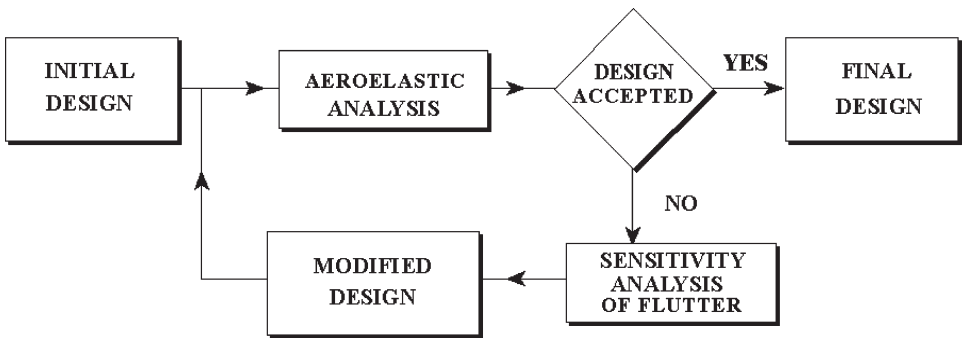 INITIAL
DESIGN
AEROELASTIC
ANALYSIS
DESIGN
ACCEPTED
YES
FINAL
DESIGN
NO
SENSITIVITY
ANALYSIS
OF FLUTTER
MODIFIED
DESIGN